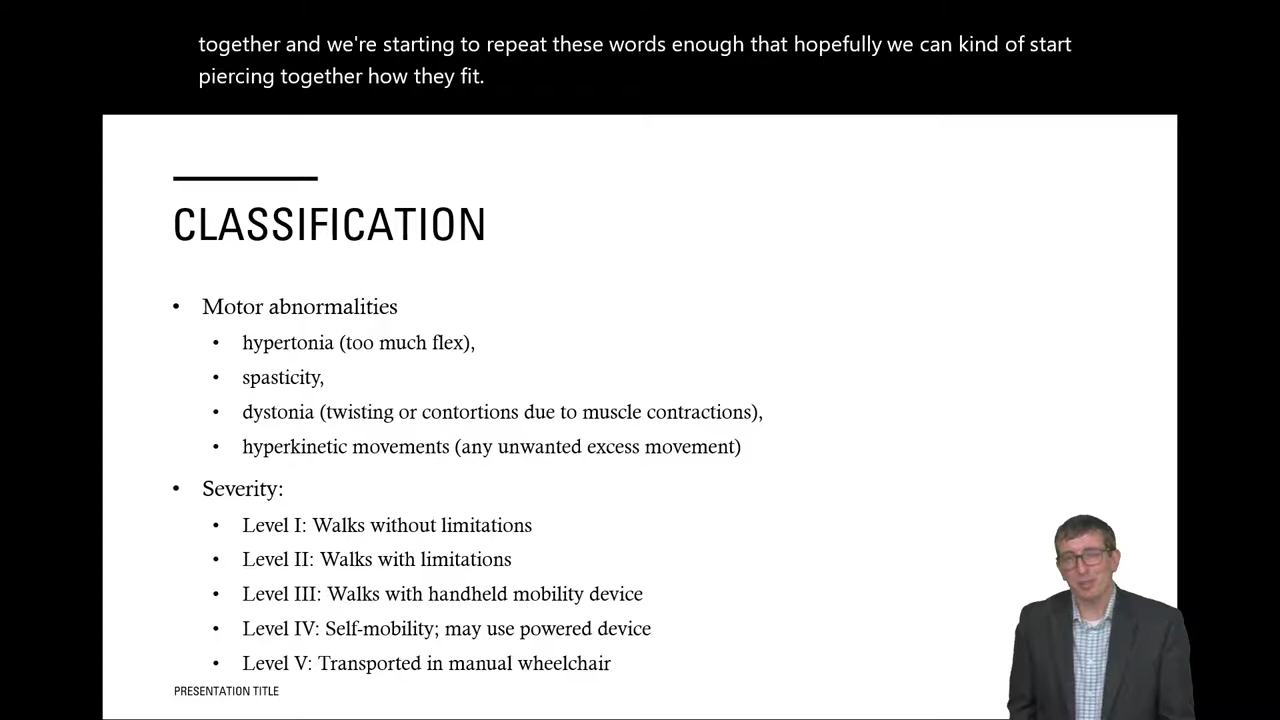 together and we're starting to repeat these words enough that hopefully we can kind of start
piercing together how they fit.
CLASSIFICATION
• Motor abnormalities
• hypertonia (too much flex),
• spasticity,
• dystonia (twisting or contortions due to muscle contractions),
• hyperkinetic movements (any unwanted excess movement)
• Severity:
• Level I: Walks without limitations
• Level II: Walks with limitations
• Level III: Walks with handheld mobility device
• Level IV: Self-mobility; may use powered device
• Level V: Transported in manual wheelchair
PRESENTATION TITLE